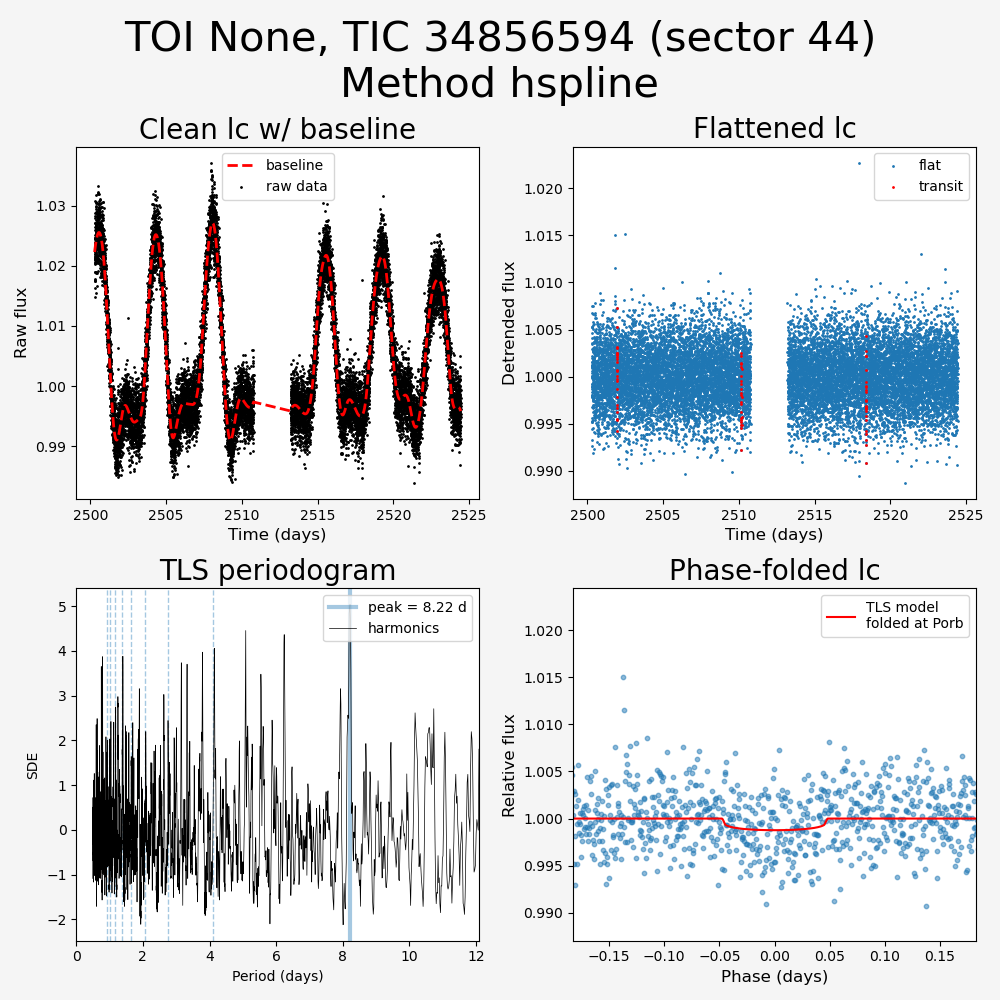 TOI None, TIC 34856594 (sector 44)
Method hspline
Clean lc w/ baseline
Raw flux
1.03
1.02
1.01
1.00
0.99
baseline
raw data
2500
2505
2510
2515
2520
2525
Time (days)
Flattened lc
Detrended flux
1.020
1.015
1.010
1.005
1.000
0.995
0.990
flat
transit
2500
2505
2510
2515
2520
2525
Time (days)
TLS periodogram
SDE
5
4
3
2
1
0
−1
−2
peak = 8.22 d
harmonics
0
2
4
6
8
10
12
Period (days)
Phase-folded lc
Relative flux
1.020
1.015
1.010
1.005
1.000
0.995
0.990
TLS model
folded at Porb
−0.15
−0.10
−0.05
0.00
0.05
0.10
0.15
Phase (days)